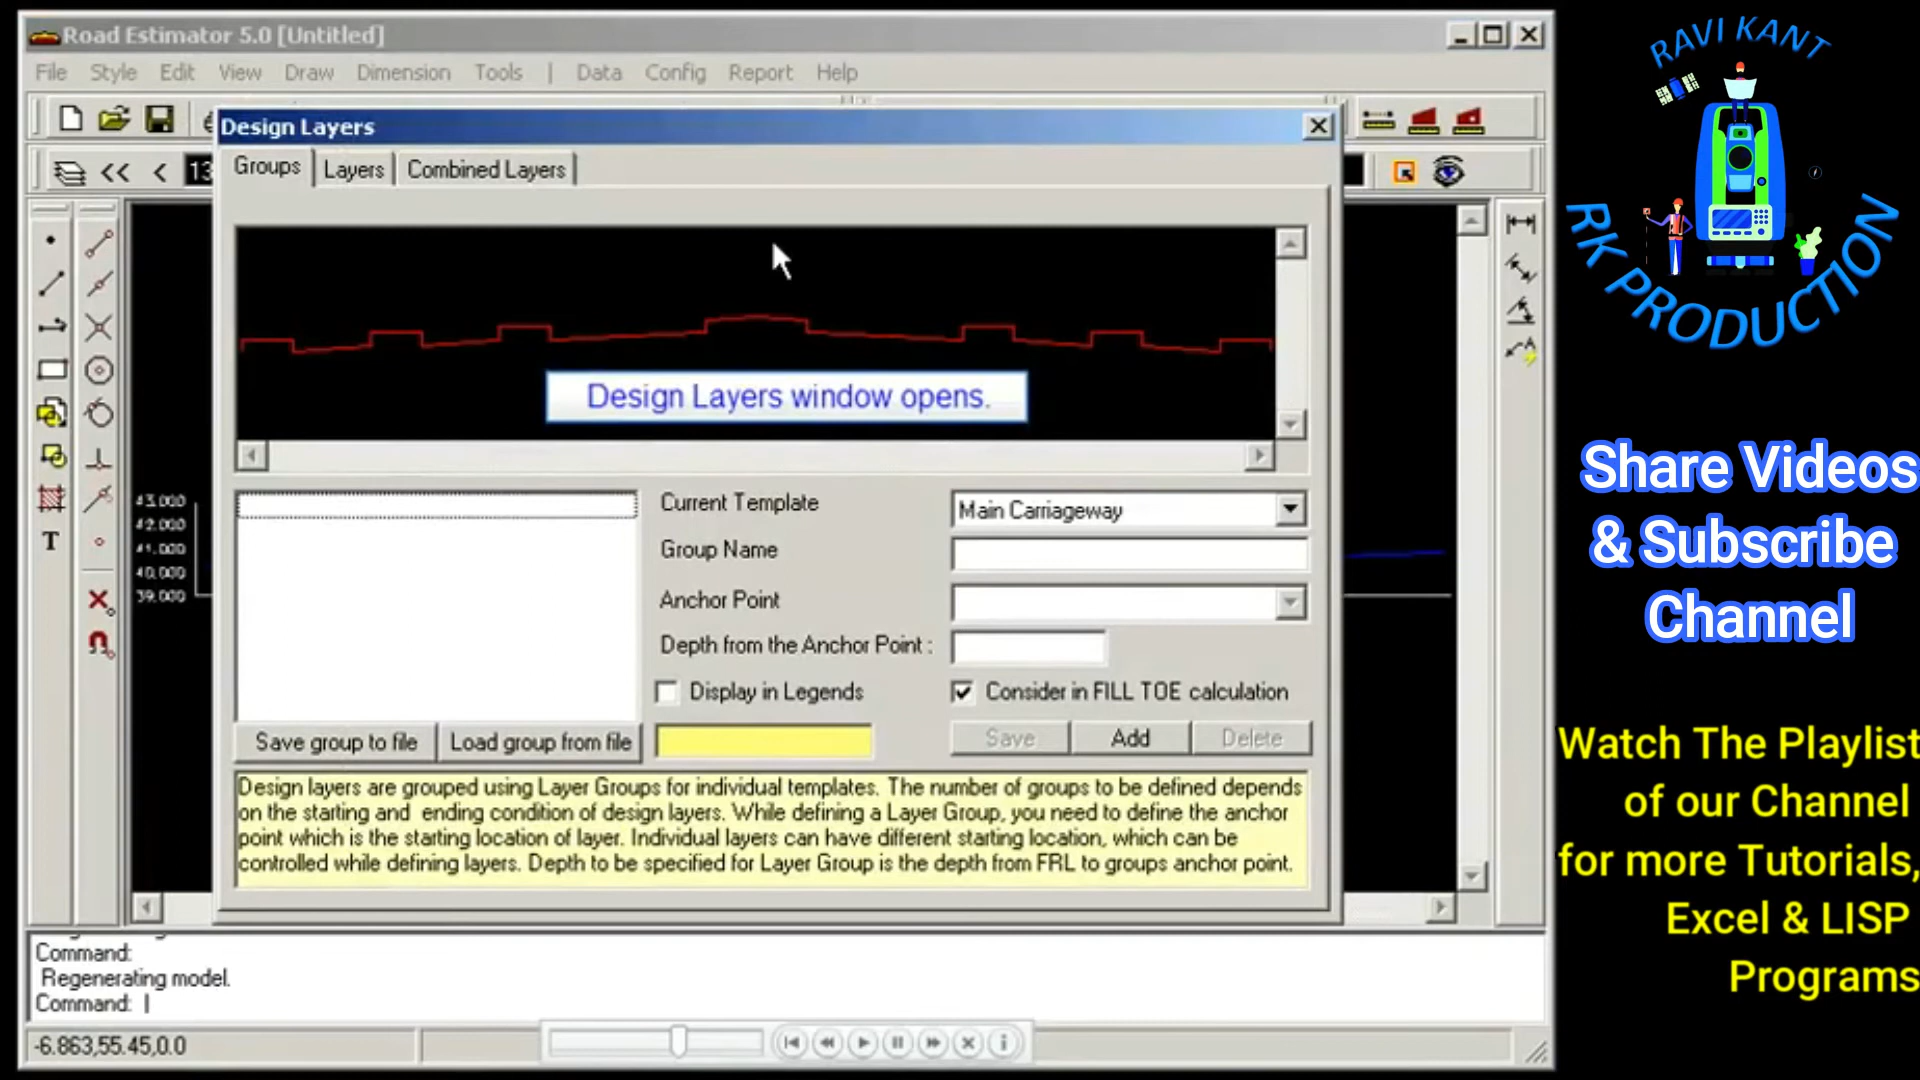 Road Estimator 5.0 [Untitled]
File Style Edit View Draw Dimension Tools | Data Config Report Help
Design Layers
<< < 13
Groups Layers Combined Layers
Design Layers window opens.
43.000
42.000
41.000
40.000
39.000
T
Current Template Main Carriageway
Group Name
Anchor Point
Depth from the Anchor Point :
Display in Legends Consider in FILL TOE calculation
Save group to file Load group from file Save Add Delete
Design layers are grouped using Layer Groups for individual templates. The number of groups to be defined depends
on the starting and ending condition of design layers. While defining a Layer Group, you need to define the anchor
point which is the starting location of layer. Individual layers can have different starting location, which can be
controlled while defining layers. Depth to be specified for Layer Group is the depth from FRL to groups anchor point.
Command:
Regenerating model.
Command:
-6.863,55.45,0.0
RAVI KANT
RK PRODUCTION
Share Videos
& Subscribe
Channel
Watch The Playlist
of our Channel
for more Tutorials,
Excel & LISP
Programs